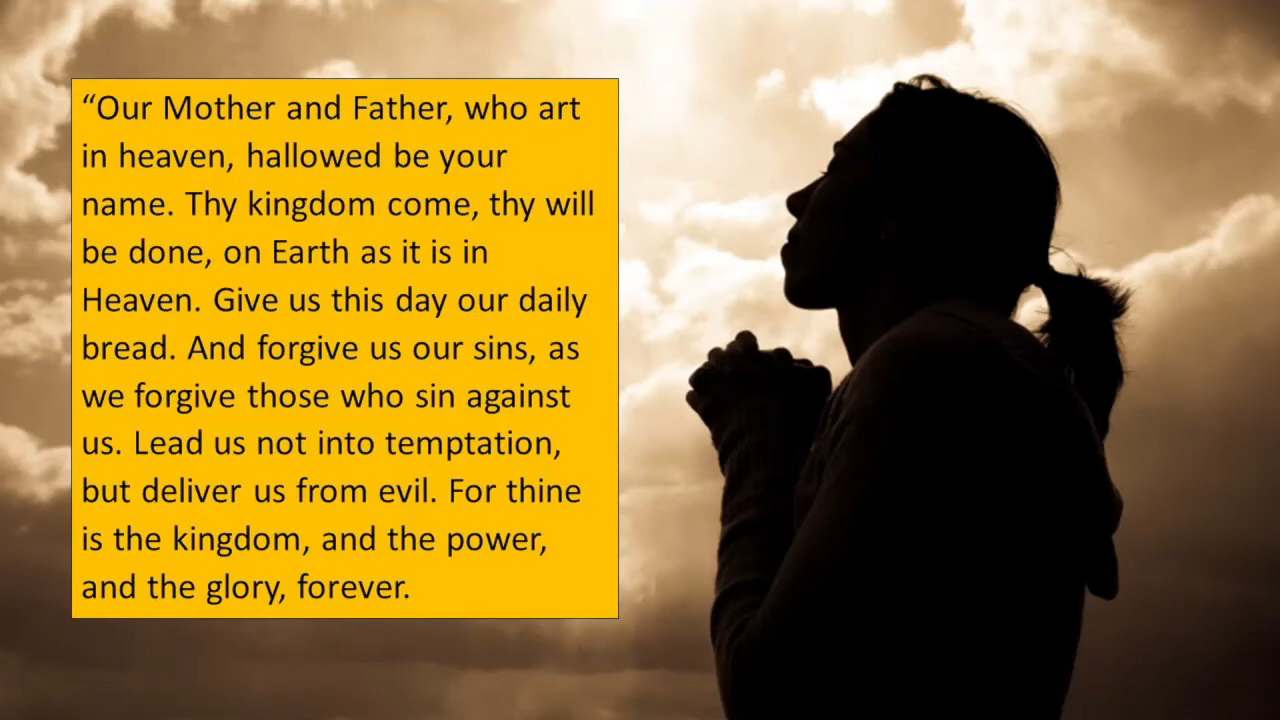 “Our Mother and Father, who art
in heaven, hallowed be your
name. Thy kingdom come, thy will
be done, on Earth as it is in
Heaven. Give us this day our daily
bread. And forgive us our sins, as
we forgive those who sin against
us. Lead us not into temptation,
but deliver us from evil. For thine
is the kingdom, and the power,
and the glory, forever.